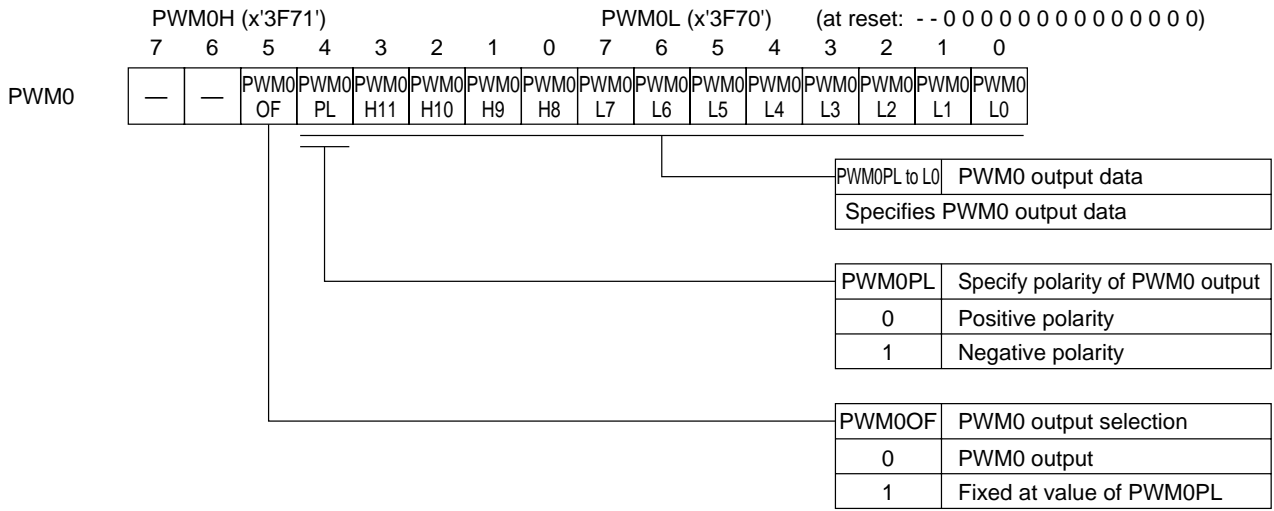 PWM0H (x'3F71') PWM0L (x'3F70') (at reset: - - 0 0 0 0 0 0 0 0 0 0 0 0 0 0)
7 6 5 4 3 2 1 0 7 6 5 4 3 2 1 0
PWM0 — — PWM0 OF PWM0 PL PWM0 H11 PWM0 H10 PWM0 H9 PWM0 H8 PWM0 L7 PWM0 L6 PWM0 L5 PWM0 L4 PWM0 L3 PWM0 L2 PWM0 L1 PWM0 L0
PWM0PL to L0 PWM0 output data
Specifies PWM0 output data
PWM0PL Specify polarity of PWM0 output
0 Positive polarity
1 Negative polarity
PWM0OF PWM0 output selection
0 PWM0 output
1 Fixed at value of PWM0PL